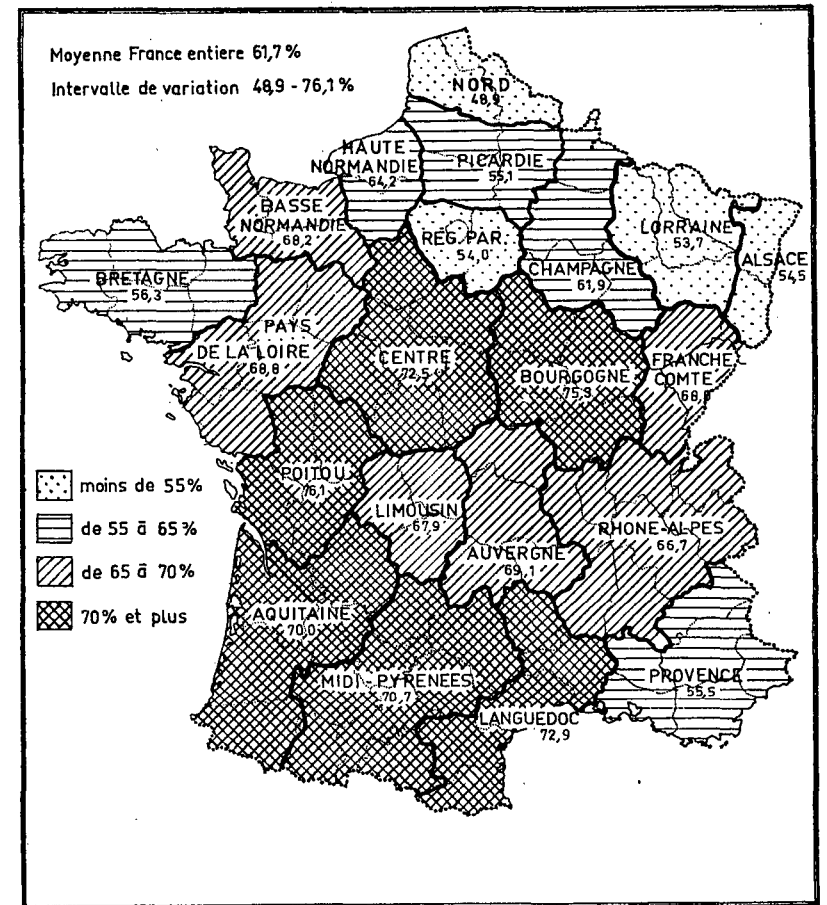 Moyenne France entiere 61,7 %
Intervalle de variation 48,9 - 76,1 %
NORD
48,9
HAUTE
NORMANDIE
64,2
PICARDIE
55,1
BASSE
NORMANDIE
68,2
REG. PAR.
54,0
LORRAINE
53,7
ALSACE
54,5
CHAMPAGNE
61,9
BRETAGNE
56,3
PAYS
DE LA LOIRE
68,8
CENTRE
72,5
BOURGOGNE
75,3
FRANCHE
COMTE
POITOU
76,1
LIMOUSIN
67,9
AUVERGNE
69,1
RHONE-ALPES
66,7
moins de 55%
de 55 à 65%
de 65 à 70%
70% et plus
AQUITAINE
70,0
MIDI-PYRENEES
70,7
LANGUEDOC
72,9
PROVENCE
55,5